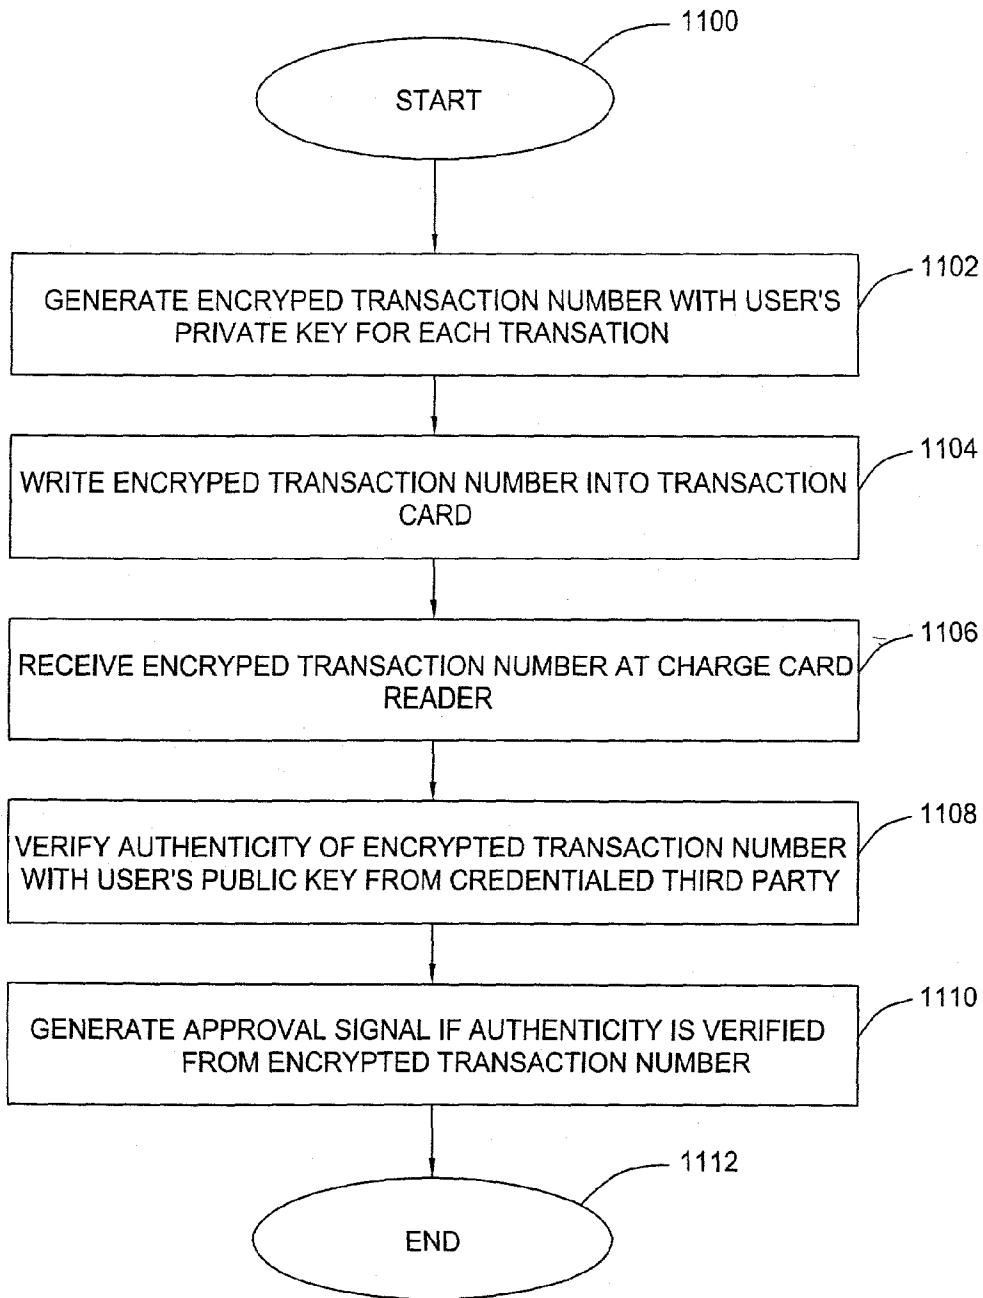 1100
START
1102
GENERATE ENCRYPED TRANSACTION NUMBER WITH USER'S
PRIVATE KEY FOR EACH TRANSATION
1104
WRITE ENCRYPED TRANSACTION NUMBER INTO TRANSACTION
CARD
1106
RECEIVE ENCRYPED TRANSACTION NUMBER AT CHARGE CARD
READER
1108
VERIFY AUTHENTICITY OF ENCRYPTED TRANSACTION NUMBER
WITH USER'S PUBLIC KEY FROM CREDENTIALED THIRD PARTY
1110
GENERATE APPROVAL SIGNAL IF AUTHENTICITY IS VERIFIED
FROM ENCRYPTED TRANSACTION NUMBER
1112
END